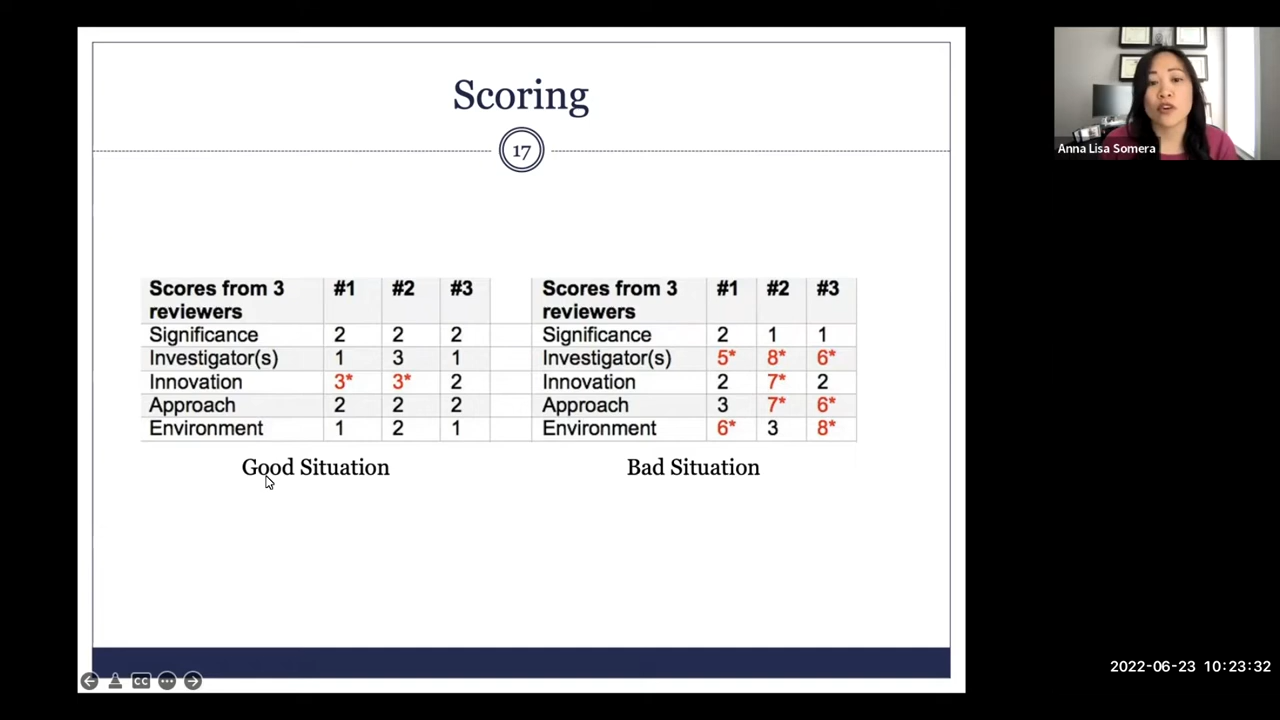 Scoring
17
Scores from 3 reviewers #1 #2 #3
Significance 2 2 2
Investigator(s) 1 3 1
Innovation 3* 3* 2
Approach 2 2 2
Environment 1 2 1
Good Situation
Scores from 3 reviewers #1 #2 #3
Significance 2 1 1
Investigator(s) 5* 8* 6*
Innovation 2 7* 2
Approach 3 7* 6*
Environment 6* 3 8*
Bad Situation
CC
Anna Lisa Somera
2022-06-23 10:23:32